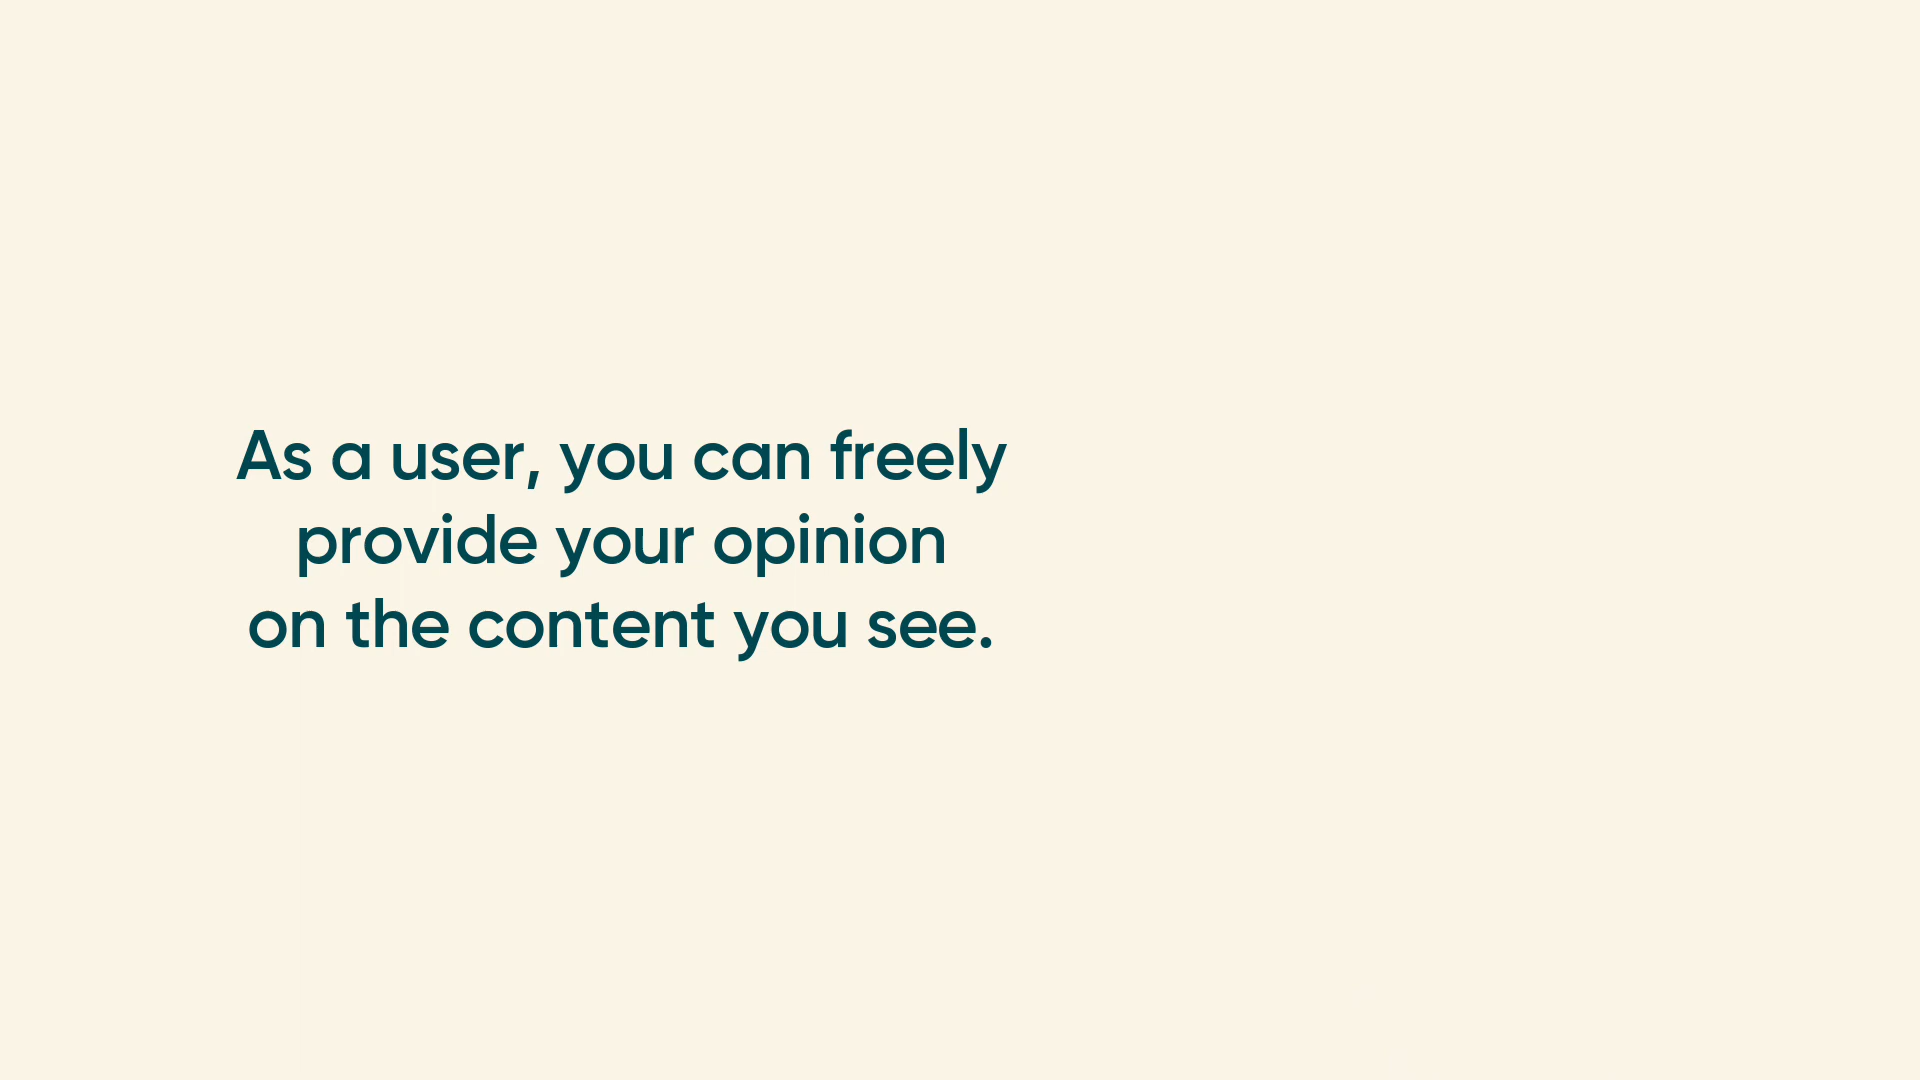 As a user, you can freely
provide your opinion
on the content you see.